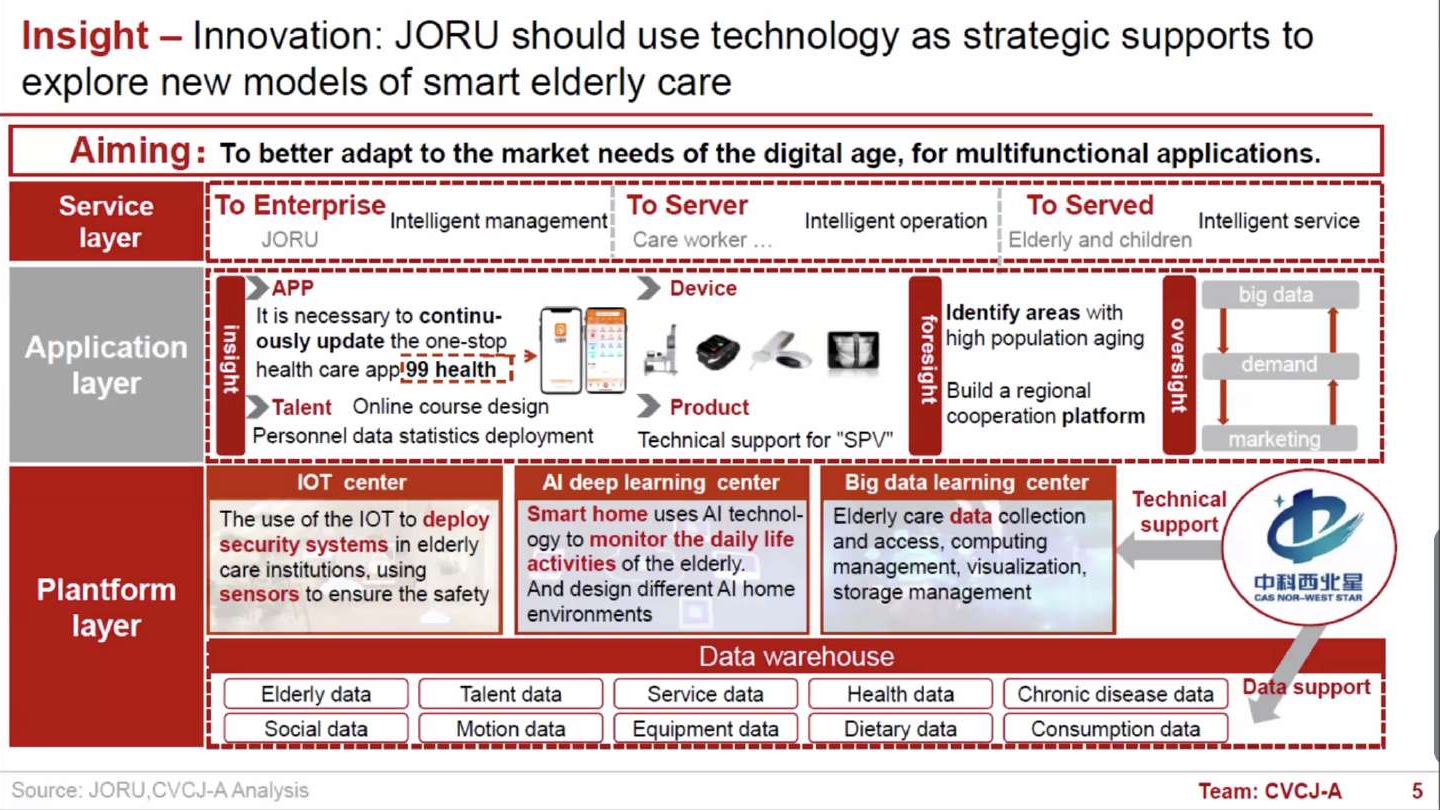 Insight – Innovation: JORU should use technology as strategic supports to
explore new models of smart elderly care
Aiming: To better adapt to the market needs of the digital age, for multifunctional applications.
Service
layer
To Enterprise
JORU
Intelligent management
To Server
Care worker ...
Intelligent operation
To Served
Elderly and children
Intelligent service
Application
layer
insight
APP
It is necessary to continu-
ously update the one-stop
health care app 99 health
Talent Online course design
Personnel data statistics deployment
Device
Product
Technical support for "SPV"
foresight
Identify areas with
high population aging
Build a regional
cooperation platform
oversight
big data
demand
marketing
Plantform
layer
IOT center
The use of the IOT to deploy
security systems in elderly
care institutions, using
sensors to ensure the safety
AI deep learning center
Smart home uses AI technol-
ogy to monitor the daily life
activities of the elderly.
And design different AI home
environments
Big data learning center
Elderly care data collection
and access, computing
management, visualization,
storage management
Technical
support
中科西北星
CAS NOR-WEST STAR
Data warehouse
Elderly data
Talent data
Service data
Health data
Chronic disease data
Social data
Motion data
Equipment data
Dietary data
Consumption data
Data support
Source: JORU,CVCJ-A Analysis
Team: CVCJ-A
5